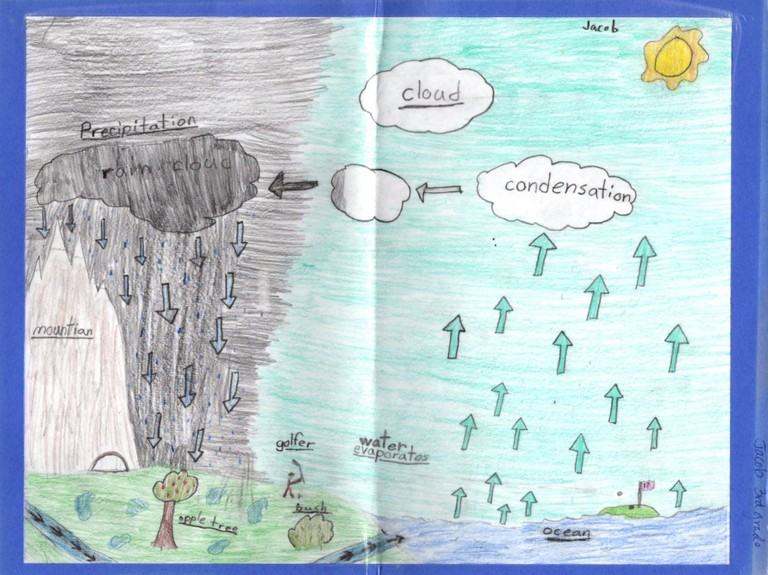 Jacob
cloud
Precipitation
rain cloud
condensation
mountian
golfer
water
evaporates
bush
apple tree
ocean
Jacob 3rd Grade